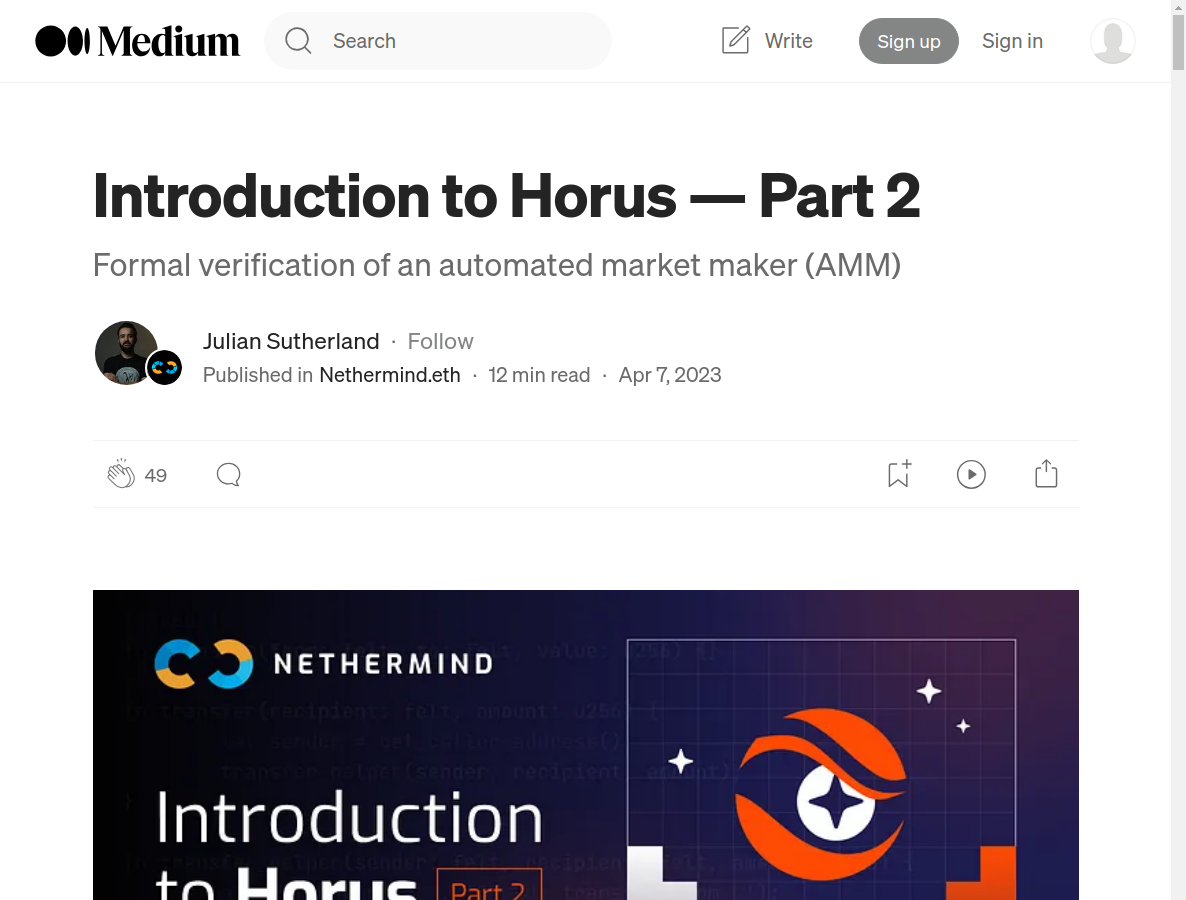 Medium
Search
Write
Sign up
Sign in
Introduction to Horus — Part 2
Formal verification of an automated market maker (AMM)
Julian Sutherland · Follow
Published in Nethermind.eth · 12 min read · Apr 7, 2023
49
NETHERMIND
Introduction
to Horus Part 2